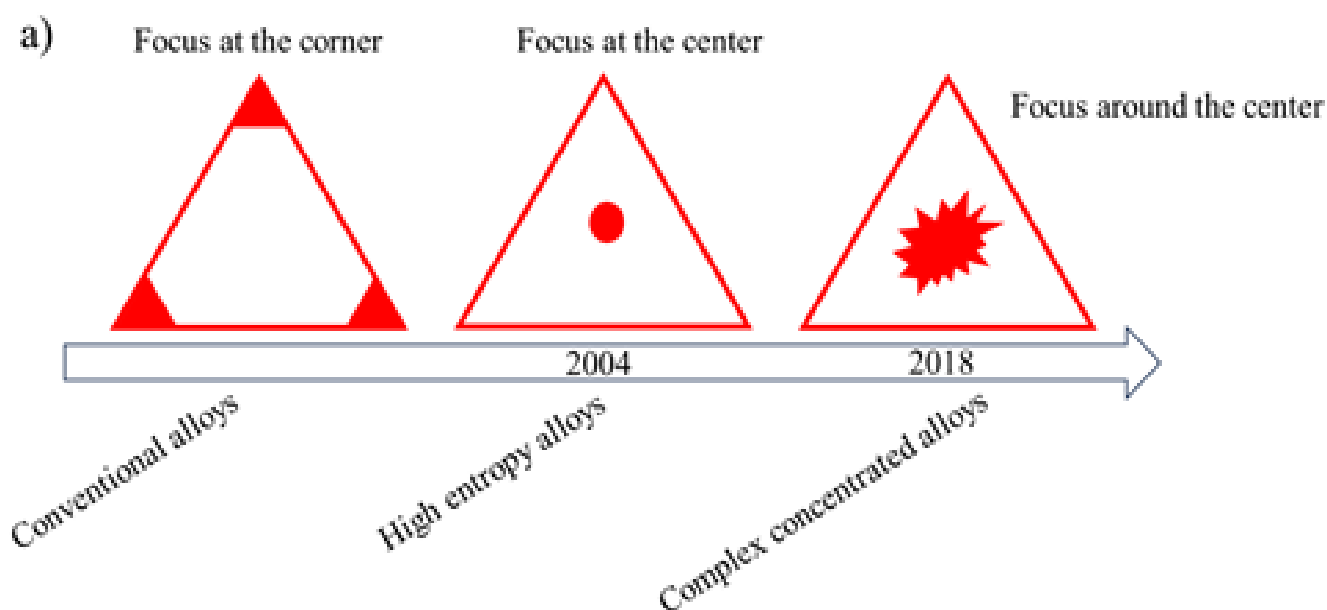 a)
Focus at the corner
Focus at the center
Focus around the center
2004
2018
Conventional alloys
High entropy alloys
Complex concentrated alloys